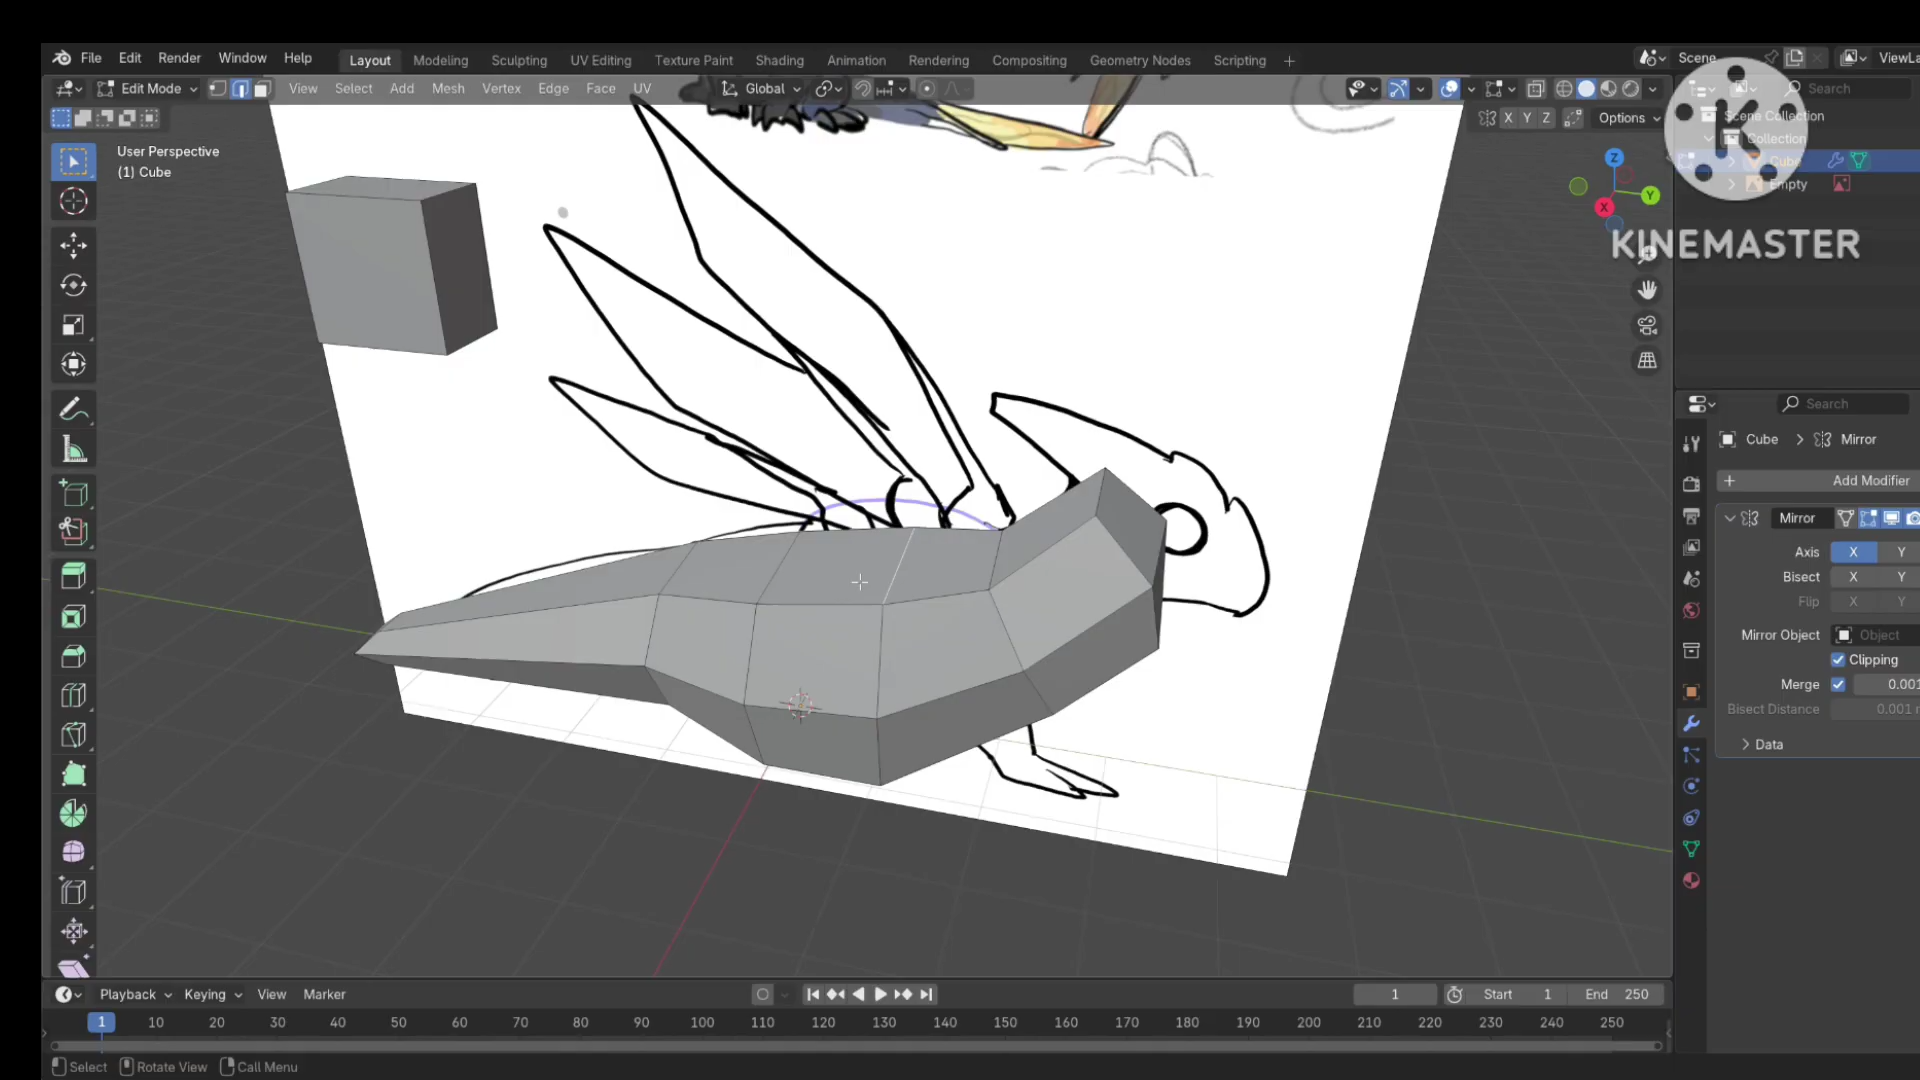 File Edit Render Window Help Layout Modeling Sculpting UV Editing Texture Paint Shading Animation Rendering Compositing Geometry Nodes Scripting + Scene ViewLa
Edit Mode View Select Add Mesh Vertex Edge Face UV Global Search
X Y Z Options
Scene Collection
Collection
User Perspective
(1) Cube
Cube
Empty
Z
Y
X
K
KINEMASTER
Search
Cube > Mirror
+ Add Modifier
Mirror
Axis X Y
Bisect X Y
Flip X Y
Mirror Object Object
Clipping
Merge 0.001
Bisect Distance 0.001 m
Data
Playback Keying View Marker 1 Start 1 End 250
1 10 20 30 40 50 60 70 80 90 100 110 120 130 140 150 160 170 180 190 200 210 220 230 240 250
Select Rotate View Call Menu